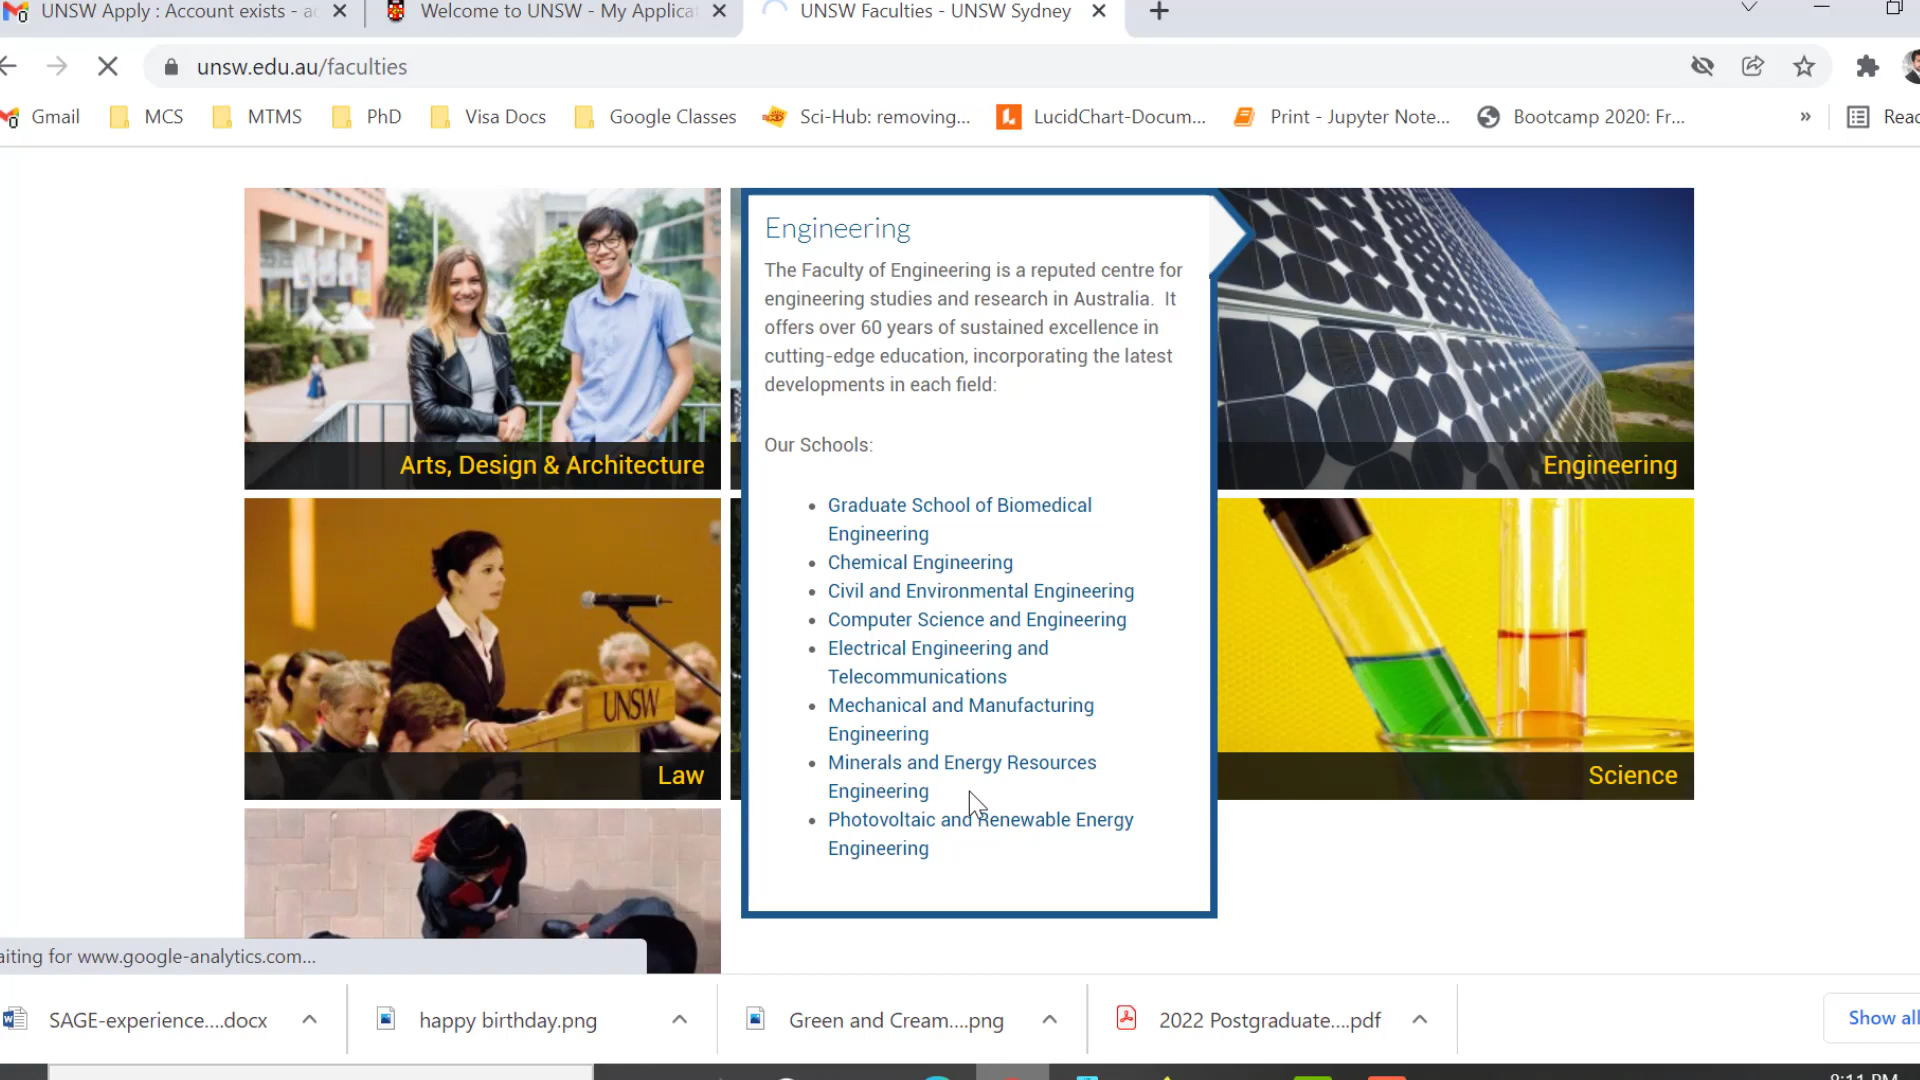 UNSW Apply : Account exists - a
Welcome to UNSW - My Applicat
UNSW Faculties - UNSW Sydney
unsw.edu.au/faculties
Gmail
MCS
MTMS
PhD
Visa Docs
Google Classes
Sci-Hub: removing...
LucidChart-Docum...
Print - Jupyter Note...
Bootcamp 2020: Fr...
»
Reac
Arts, Design & Architecture
Engineering
The Faculty of Engineering is a reputed centre for
engineering studies and research in Australia. It
offers over 60 years of sustained excellence in
cutting-edge education, incorporating the latest
developments in each field:
Our Schools:
• Graduate School of Biomedical
Engineering
• Chemical Engineering
• Civil and Environmental Engineering
• Computer Science and Engineering
• Electrical Engineering and
Telecommunications
• Mechanical and Manufacturing
Engineering
• Minerals and Energy Resources
Engineering
• Photovoltaic and Renewable Energy
Engineering
Engineering
UNSW
Law
Science
aiting for www.google-analytics.com...
SAGE-experience....docx
happy birthday.png
Green and Cream....png
2022 Postgraduate....pdf
Show all
8:11 PM